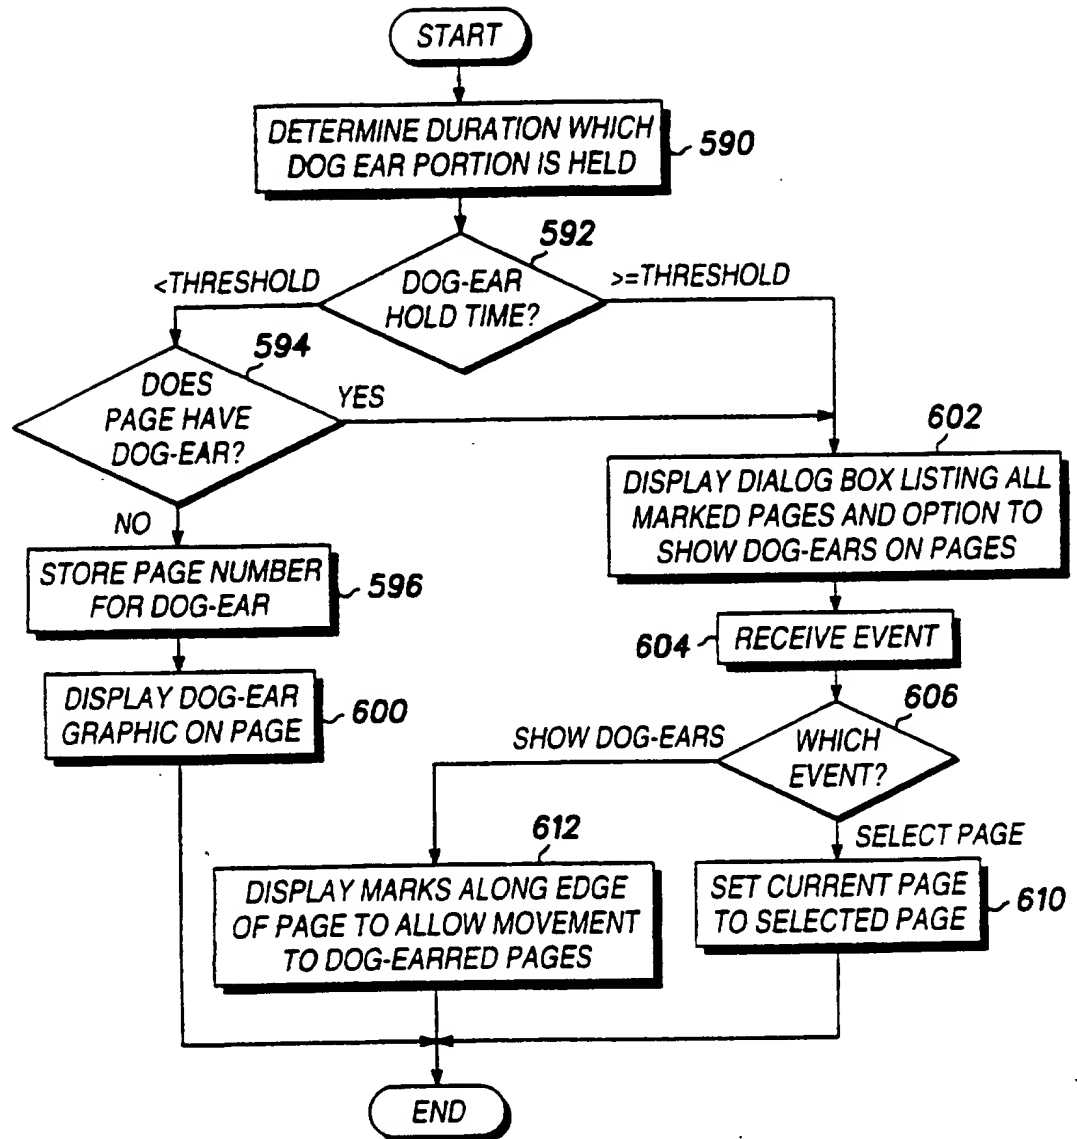 START
DETERMINE DURATION WHICH
DOG EAR PORTION IS HELD
590
592
<THRESHOLD
DOG-EAR
HOLD TIME?
>=THRESHOLD
594
DOES
PAGE HAVE
DOG-EAR?
YES
NO
602
DISPLAY DIALOG BOX LISTING ALL
MARKED PAGES AND OPTION TO
SHOW DOG-EARS ON PAGES
STORE PAGE NUMBER
FOR DOG-EAR
596
604
RECEIVE EVENT
DISPLAY DOG-EAR
GRAPHIC ON PAGE
600
606
SHOW DOG-EARS
WHICH
EVENT?
SELECT PAGE
612
DISPLAY MARKS ALONG EDGE
OF PAGE TO ALLOW MOVEMENT
TO DOG-EARRED PAGES
SET CURRENT PAGE
TO SELECTED PAGE
610
END